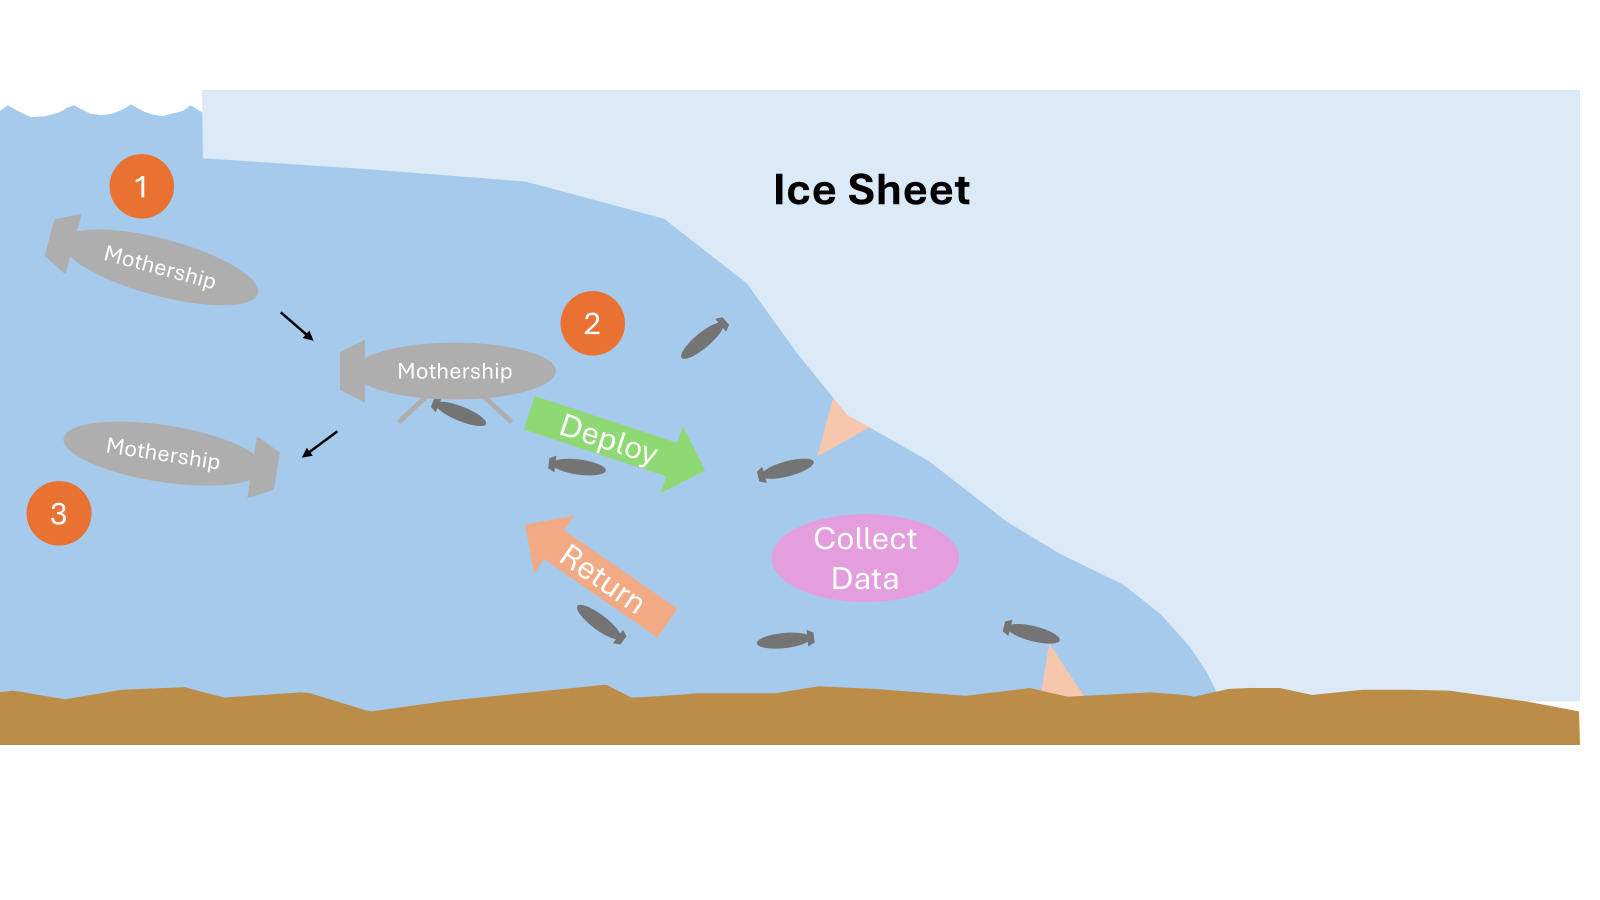 Ice Sheet
1
Mothership
2
Mothership
Deploy
Mothership
3
Return
Collect
Data